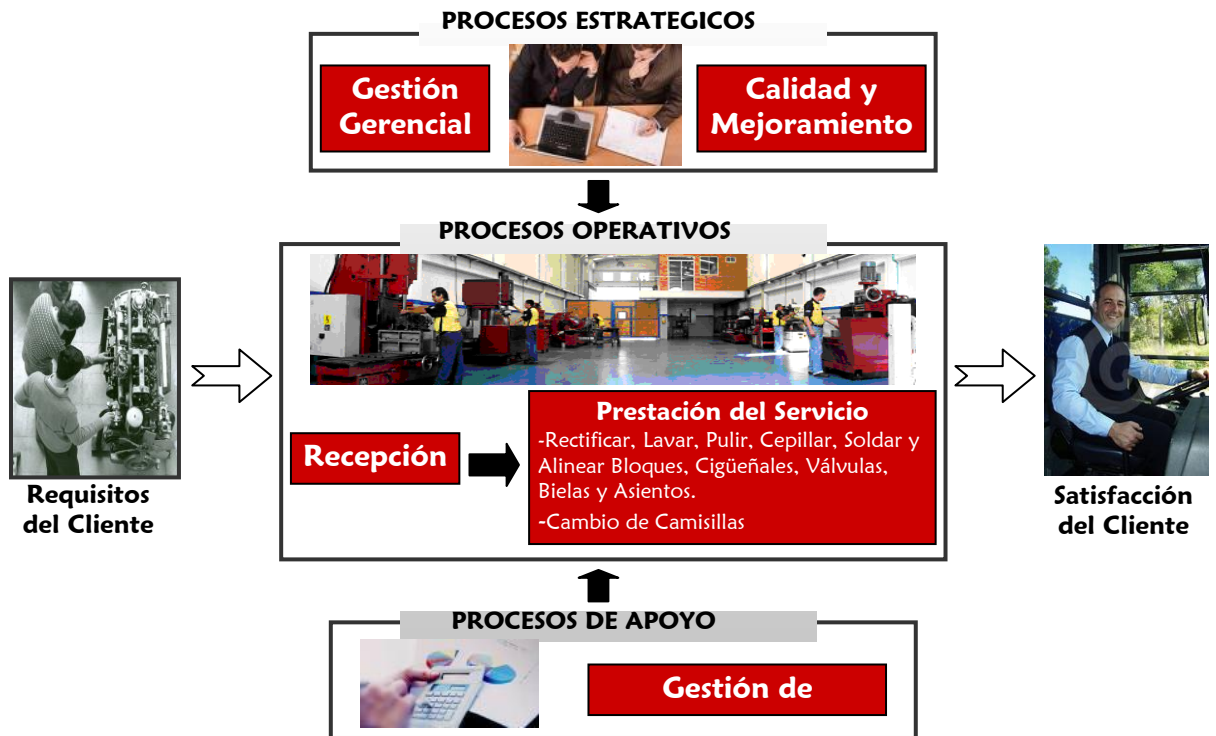 PROCESOS ESTRATEGICOS
Gestión
Gerencial
Calidad y
Mejoramiento
PROCESOS OPERATIVOS
Requisitos
del Cliente
Recepción
Prestación del Servicio
-Rectificar, Lavar, Pulir, Cepillar, Soldar y
Alinear Bloques, Cigüeñales, Válvulas,
Bielas y Asientos.
-Cambio de Camisillas
Satisfacción
del Cliente
PROCESOS DE APOYO
Gestión de